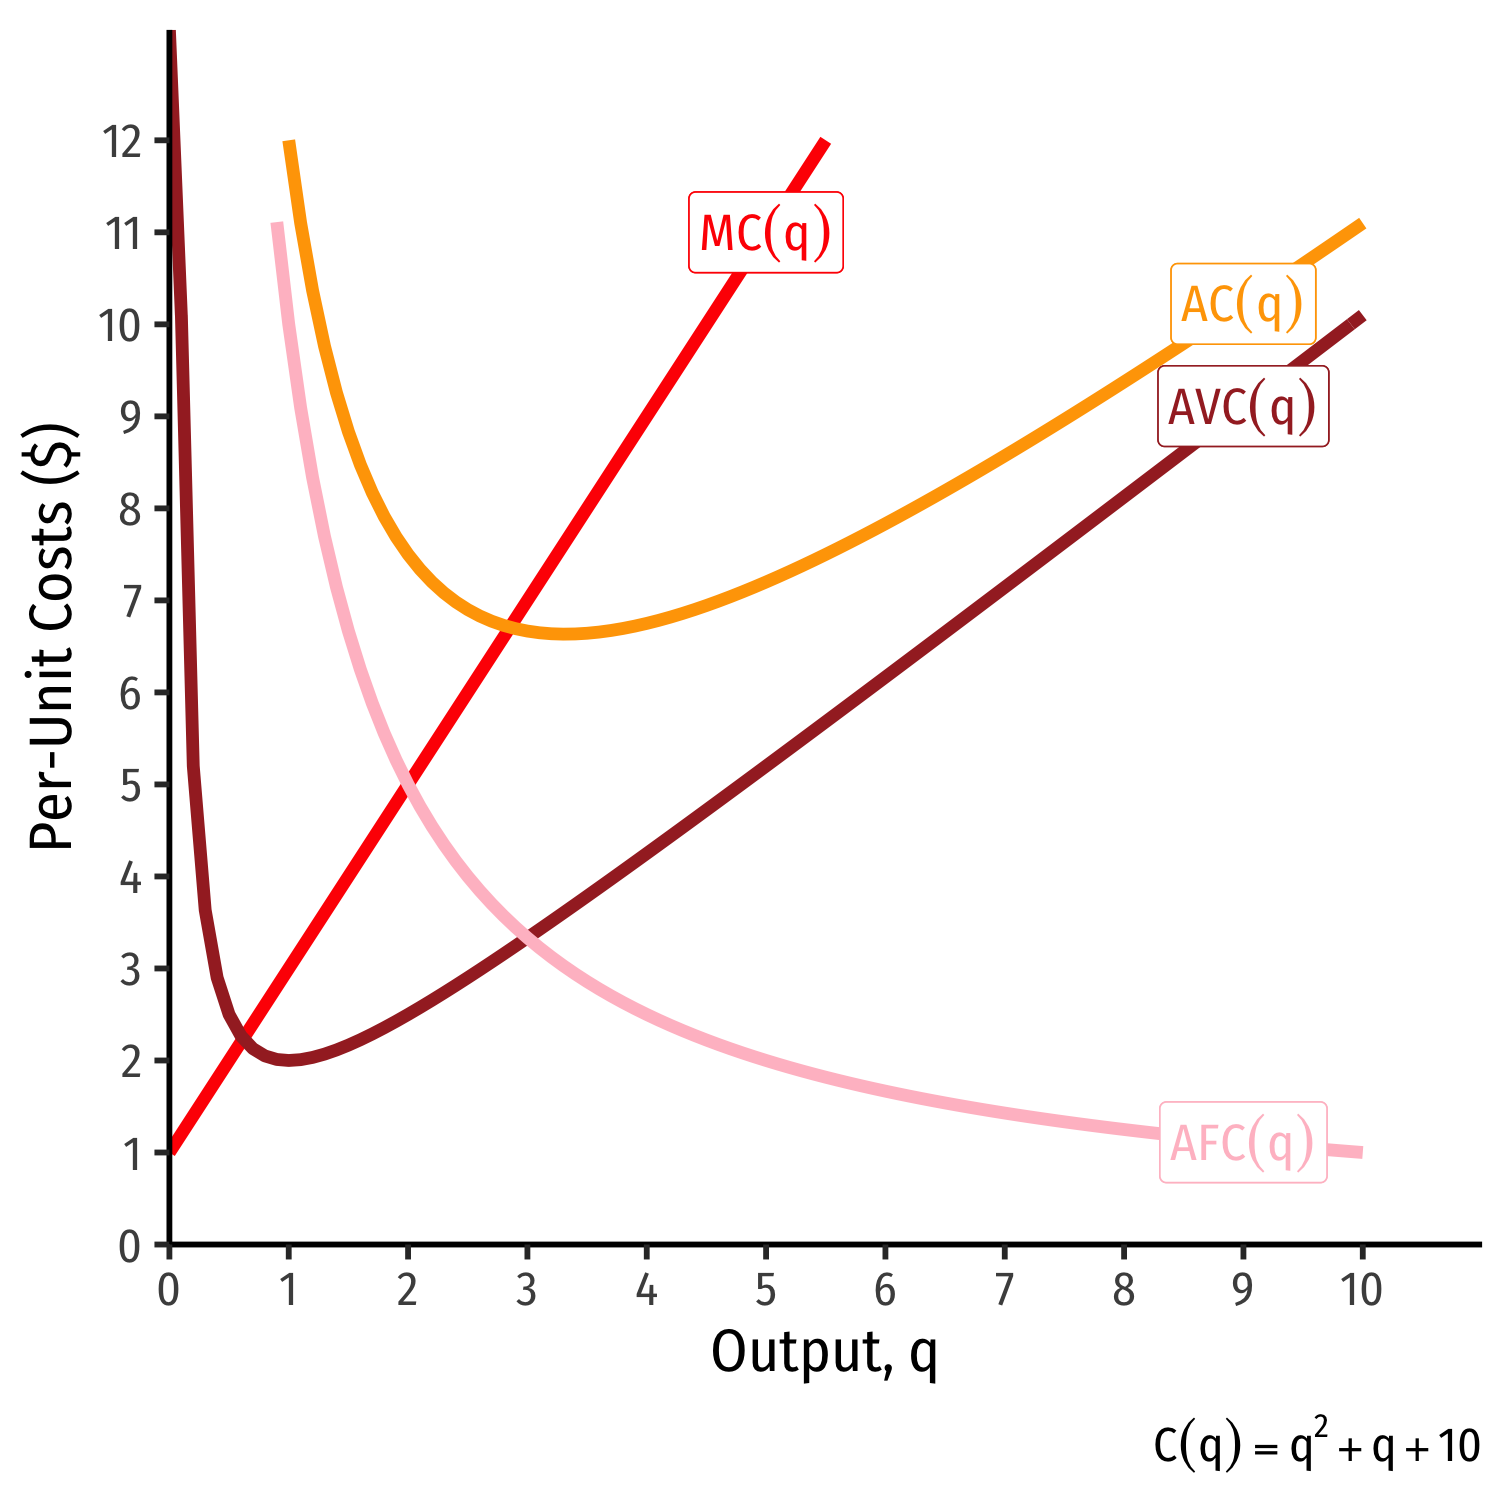 Per-Unit Costs ($)
12
11
10
9
8
7
6
5
4
3
2
1
0
MC(q)
AC(q)
AVC(q)
AFC(q)
0 1 2 3 4 5 6 7 8 9 10
Output, q
C(q) = q² + q + 10